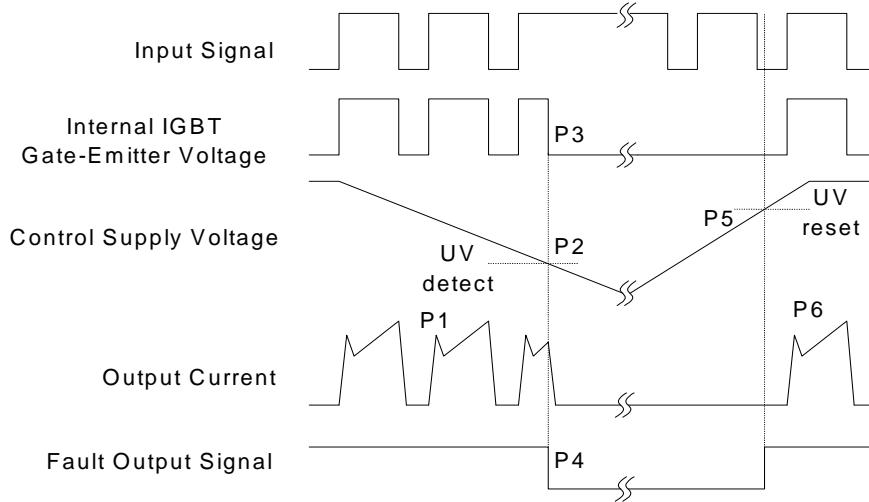 Input Signal
Internal IGBT
Gate-Emitter Voltage
P3
Control Supply Voltage
P2
UV
detect
P5
UV
reset
P1
P6
Output Current
Fault Output Signal
P4